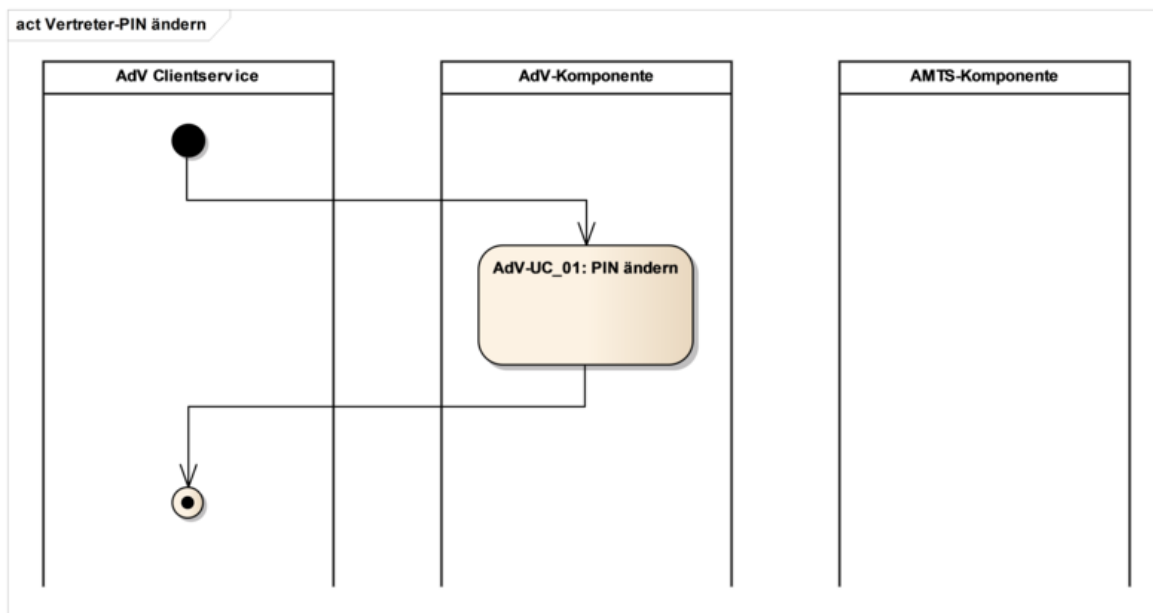 act Vertreter-PIN ändern
AdV Clientservice
AdV-Komponente
AMTS-Komponente
AdV-UC_01: PIN ändern